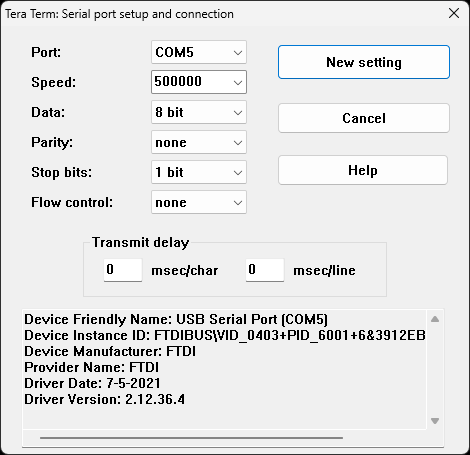 Tera Term: Serial port setup and connection
Port: COM5
New setting
Speed: 500000
Data: 8 bit
Cancel
Parity: none
Stop bits: 1 bit
Help
Flow control: none
Transmit delay
0 msec/char 0 msec/line
Device Friendly Name: USB Serial Port (COM5)
Device Instance ID: FTDIBUS\VID_0403+PID_6001+6&3912EB
Device Manufacturer: FTDI
Provider Name: FTDI
Driver Date: 7-5-2021
Driver Version: 2.12.36.4